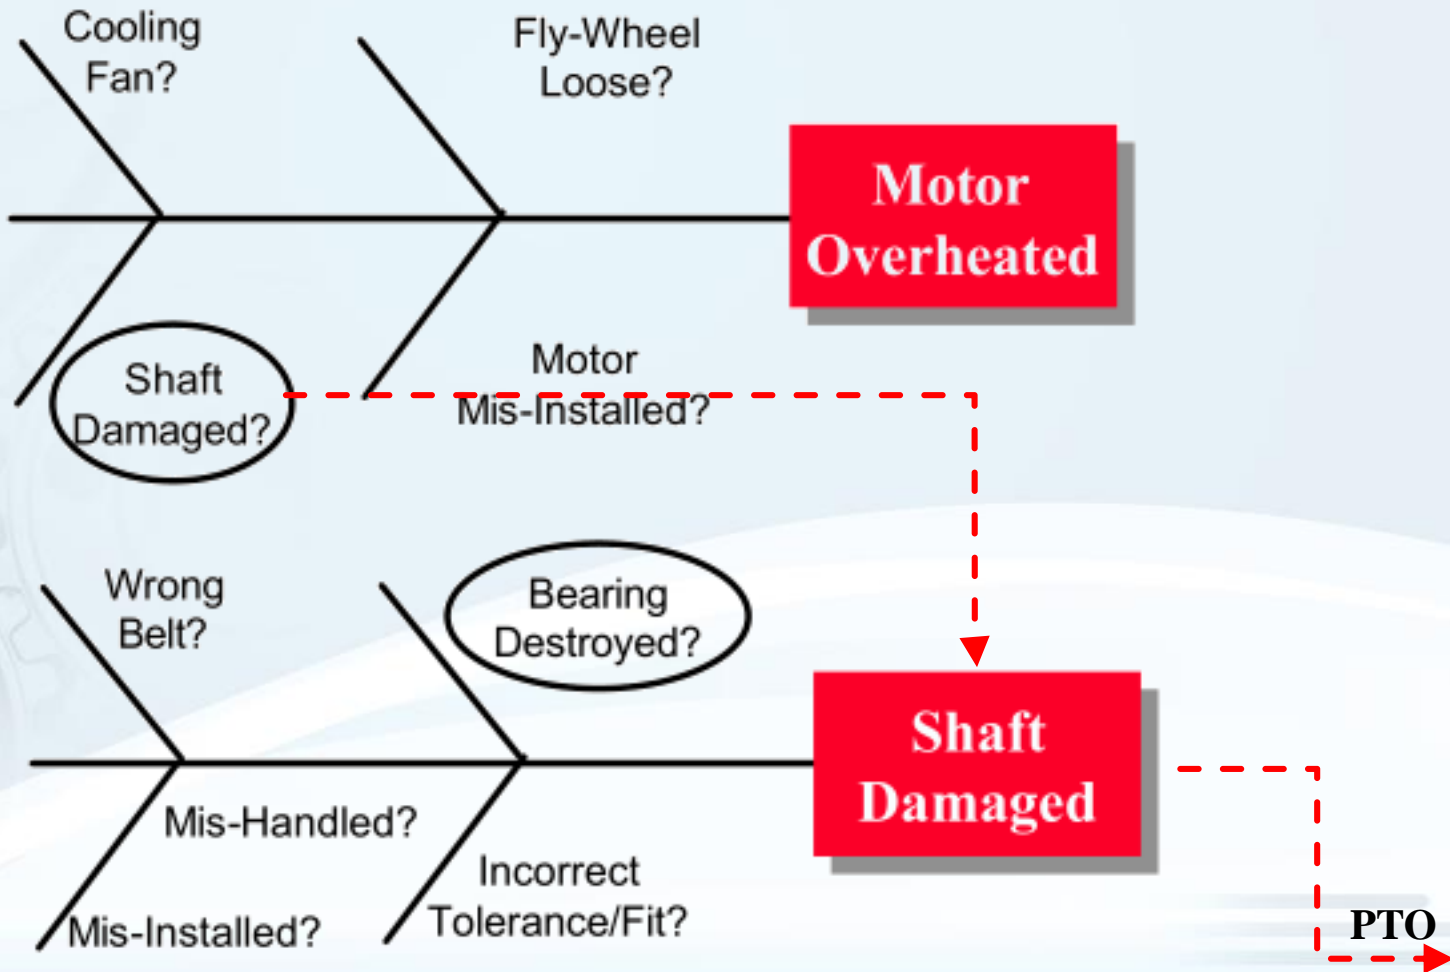 Cooling
Fan?
Fly-Wheel
Loose?
Motor
Overheated
Shaft
Damaged?
Motor
Mis-Installed?
Wrong
Belt?
Bearing
Destroyed?
Shaft
Damaged
Mis-Handled?
Mis-Installed?
Incorrect
Tolerance/Fit?
PTO